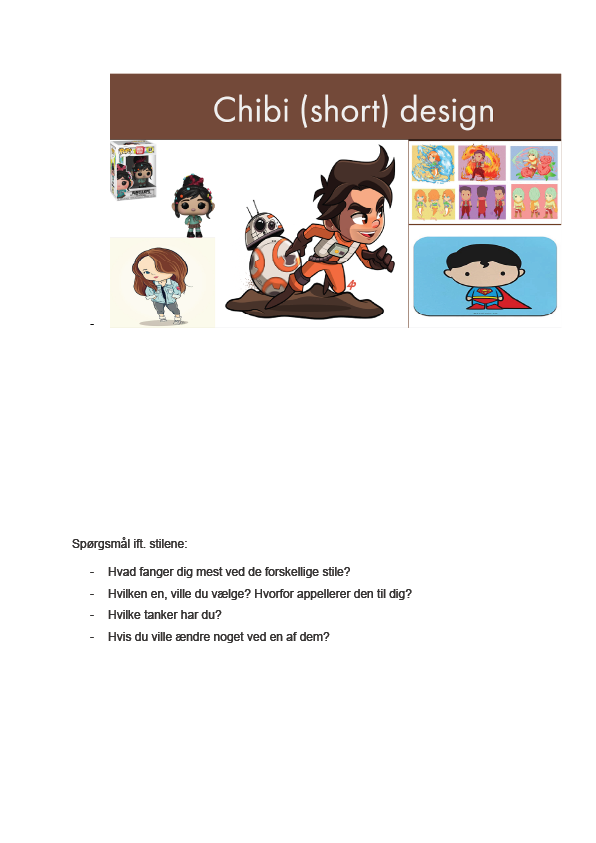 Chibi (short) design
-
Spørgsmål ift. stilene:
- Hvad fanger dig mest ved de forskellige stile?
- Hvilken en, ville du vælge? Hvorfor appellerer den til dig?
- Hvilke tanker har du?
- Hvis du ville ændre noget ved en af dem?